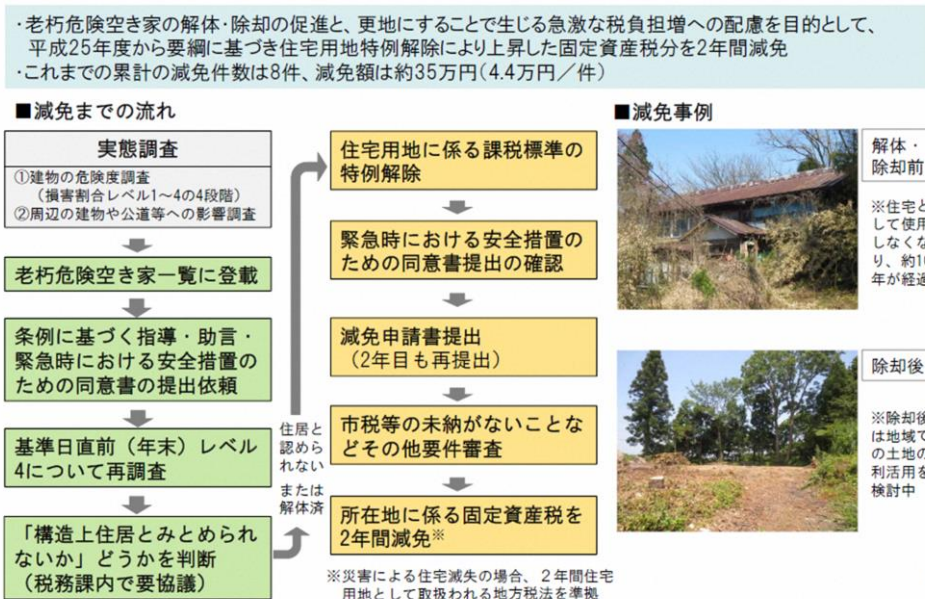 ・老朽危険空き家の解体・除却の促進と、更地にすることで生じる急激な税負担増への配慮を目的として、
平成25年度から要綱に基づき住宅用地特例解除により上昇した固定資産税分を2年間減免
・これまでの累計の減免件数は8件、減免額は約35万円(4.4万円／件)
■減免までの流れ
実態調査
①建物の危険度調査
(損害割合レベル1～4の4段階)
②周辺の建物や公道等への影響調査
老朽危険空き家一覧に登載
条例に基づく指導・助言・
緊急時における安全措置の
ための同意書の提出依頼
基準日直前（年末）レベル
4について再調査
「構造上住居とみとめられ
ないか」どうかを判断
（税務課内で要協議）
住居と
認めら
れない
または
解体済
住宅用地に係る課税標準の
特例解除
緊急時における安全措置の
ための同意書提出の確認
減免申請書提出
（2年目も再提出）
市税等の未納がないことな
どその他要件審査
所在地に係る固定資産税を
2年間減免※
※災害による住宅滅失の場合、２年間住宅
用地として取扱われる地方税法を準拠
■減免事例
解体・
除却前
※住宅と
して使用
しなくな
り、約10
年が経過
除却後
※除却後
は地域で
の土地の
利活用を
検討中